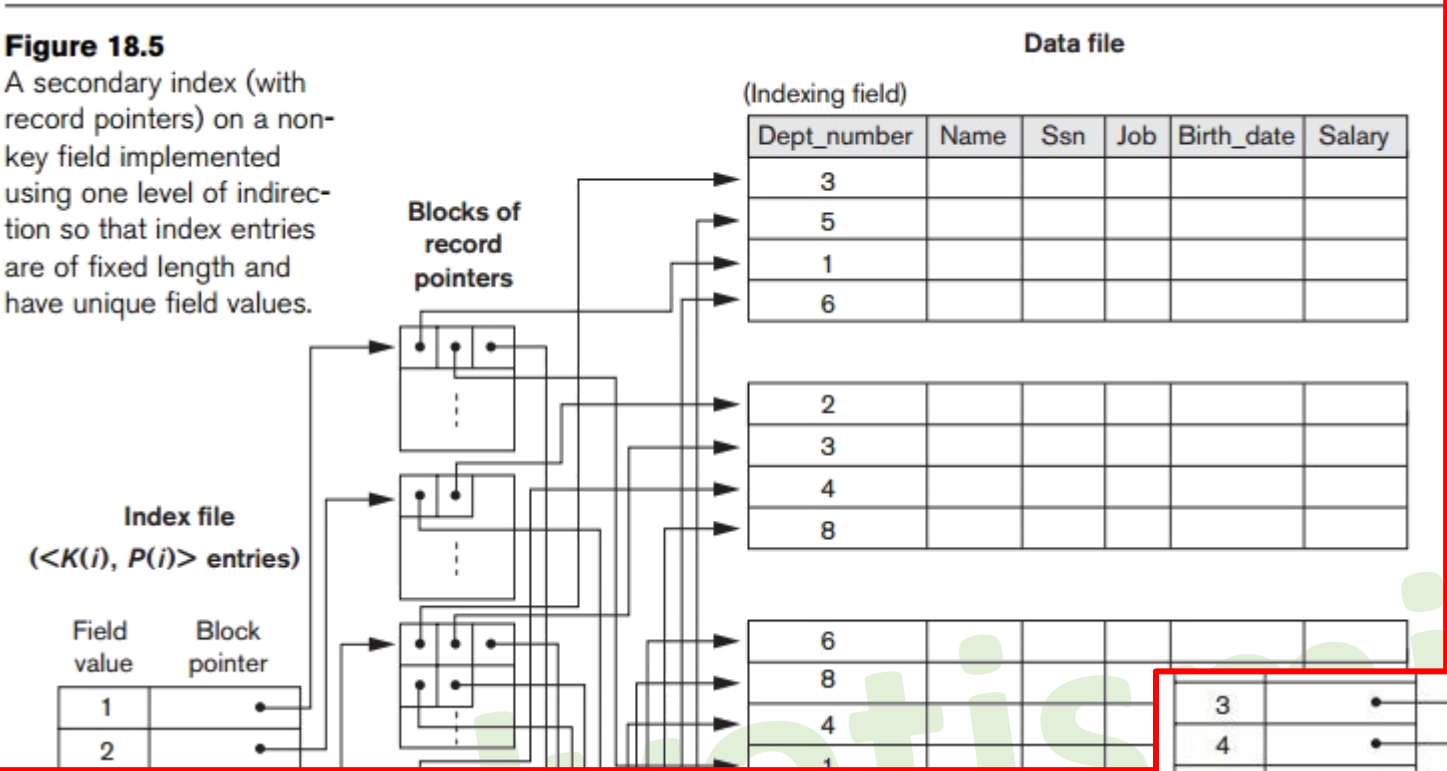 Figure 18.5
A secondary index (with
record pointers) on a non-
key field implemented
using one level of indirec-
tion so that index entries
are of fixed length and
have unique field values.
Blocks of
record
pointers
Index file
(<K(i), P(i)> entries)
Field value
Block pointer
1
2
Data file
(Indexing field)
Dept_number Name Ssn Job Birth_date Salary
3
5
1
6
2
3
4
8
6
8
4
1
3
4